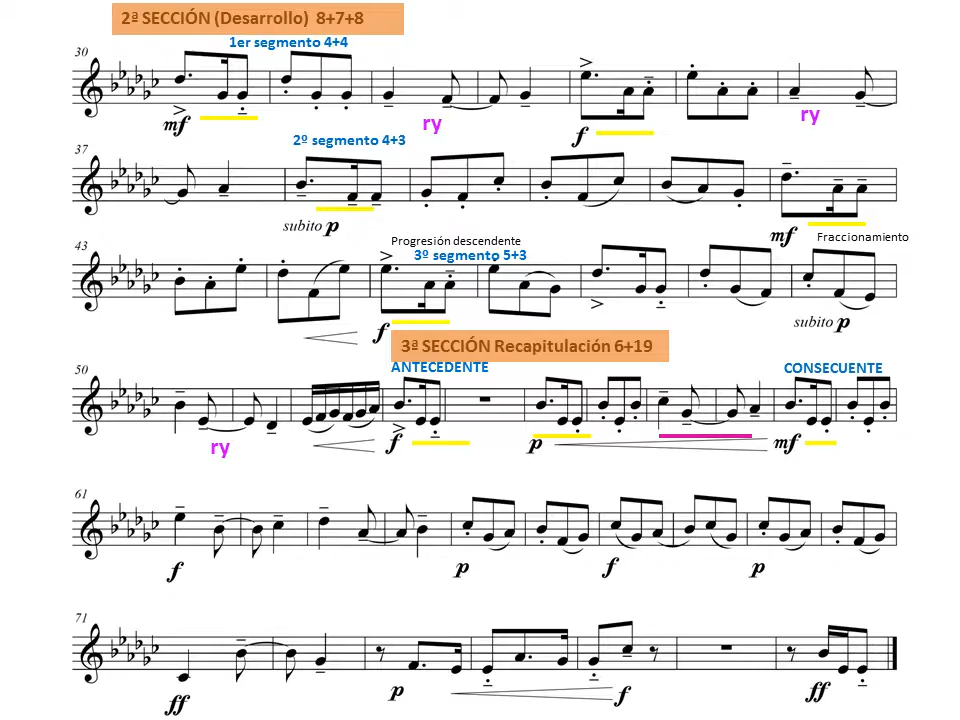 2ª SECCIÓN (Desarrollo) 8+7+8
1er segmento 4+4
30
mf
ry
f
ry
37
2º segmento 4+3
subito p
mf
Fraccionamiento
43
Progresión descendente
3º segmento 5+3
f
subito p
3ª SECCIÓN Recapitulación 6+19
50
ANTECEDENTE
CONSECUENTE
ry
f
p
mf
61
f
p
f
p
71
ff
p
f
ff